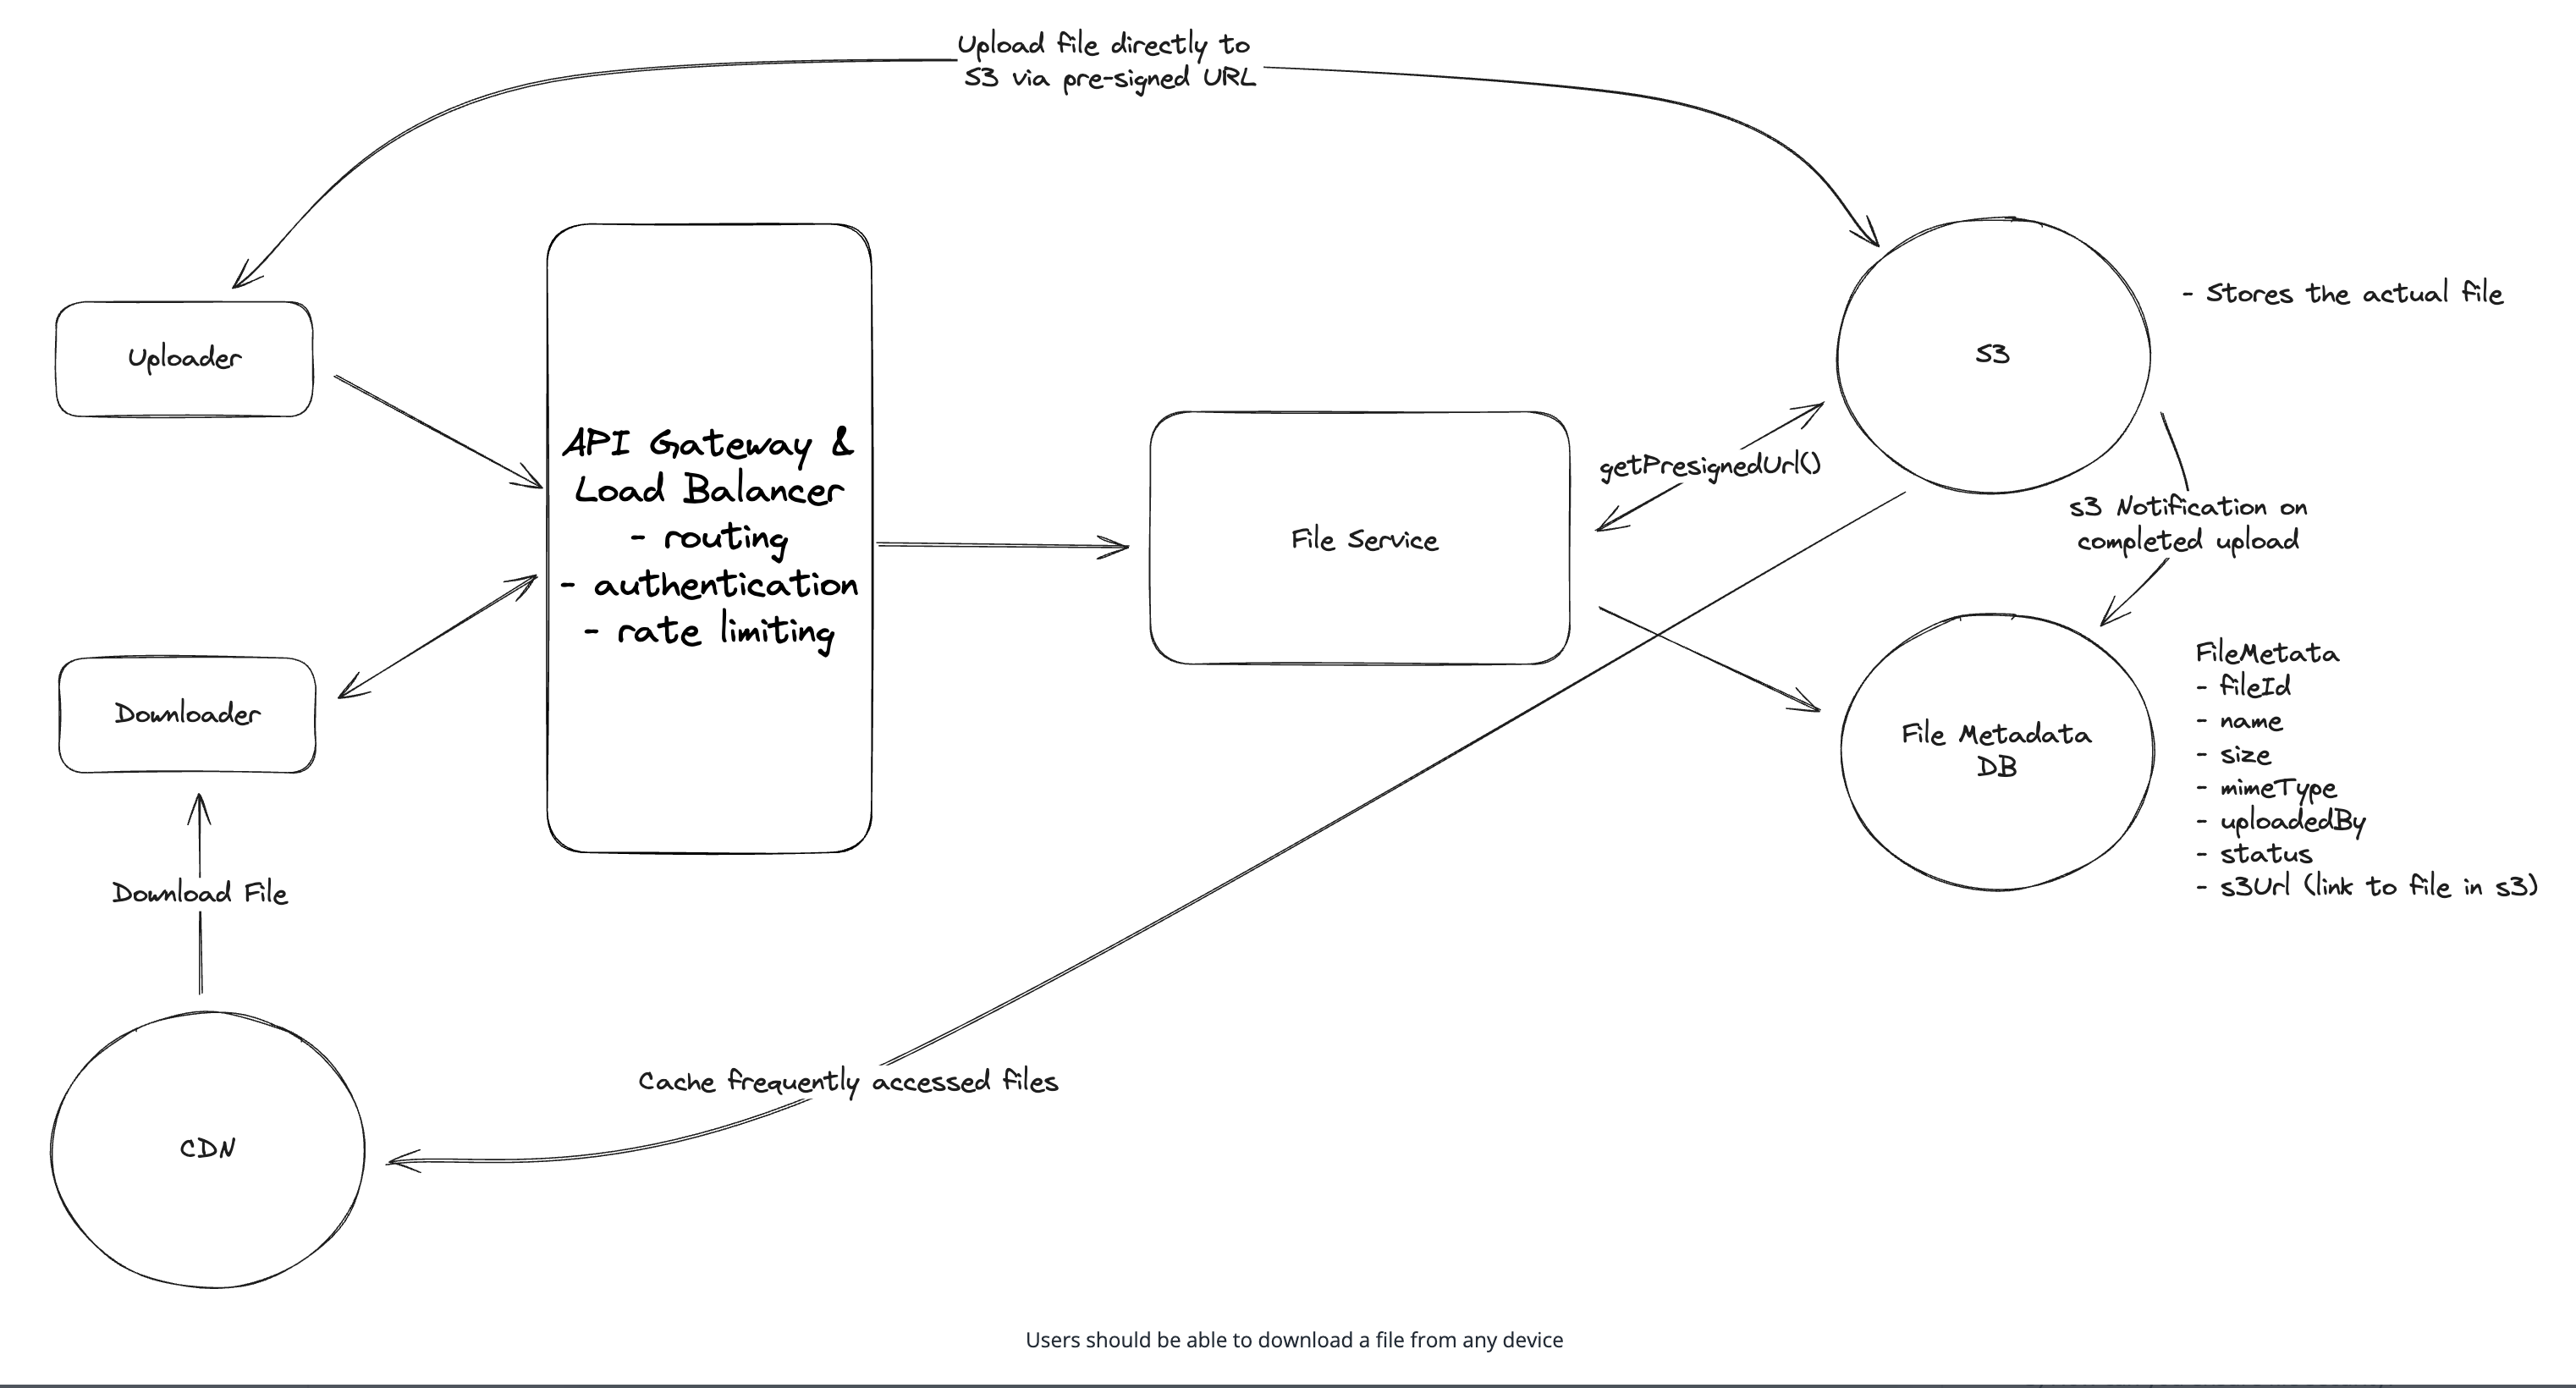 Upload file directly to
S3 via pre-signed URL
Uploader
API Gateway &
Load Balancer
- routing
- authentication
- rate limiting
Downloader
Download File
CDN
File Service
getPresignedUrl()
S3
- Stores the actual file
s3 Notification on
completed upload
File Metadata
DB
FileMetata
- fileId
- name
- size
- mimeType
- uploadedBy
- status
- s3Url (link to file in s3)
Cache frequently accessed files
Users should be able to download a file from any device